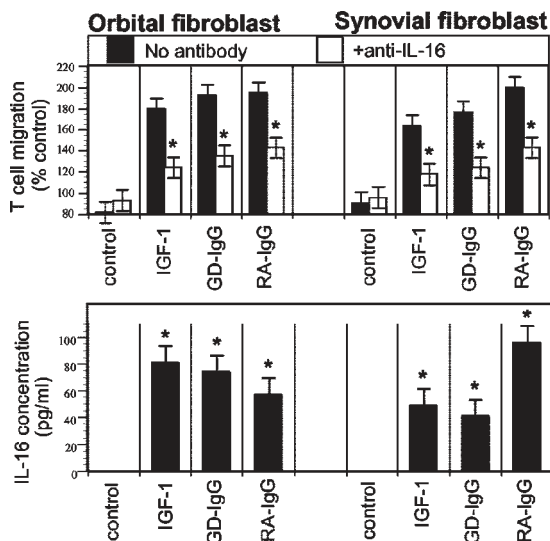 Orbital fibroblast Synovial fibroblast
No antibody +anti-IL-16
T cell migration
(% control)
220
200
180
160
140
120
100
80
* * * * * *
control IGF-1 GD-IgG RA-IgG control IGF-1 GD-IgG RA-IgG
IL-16 concentration
(pg/ml)
100
80
60
40
20
0
* * * * * *
control IGF-1 GD-IgG RA-IgG control IGF-1 GD-IgG RA-IgG